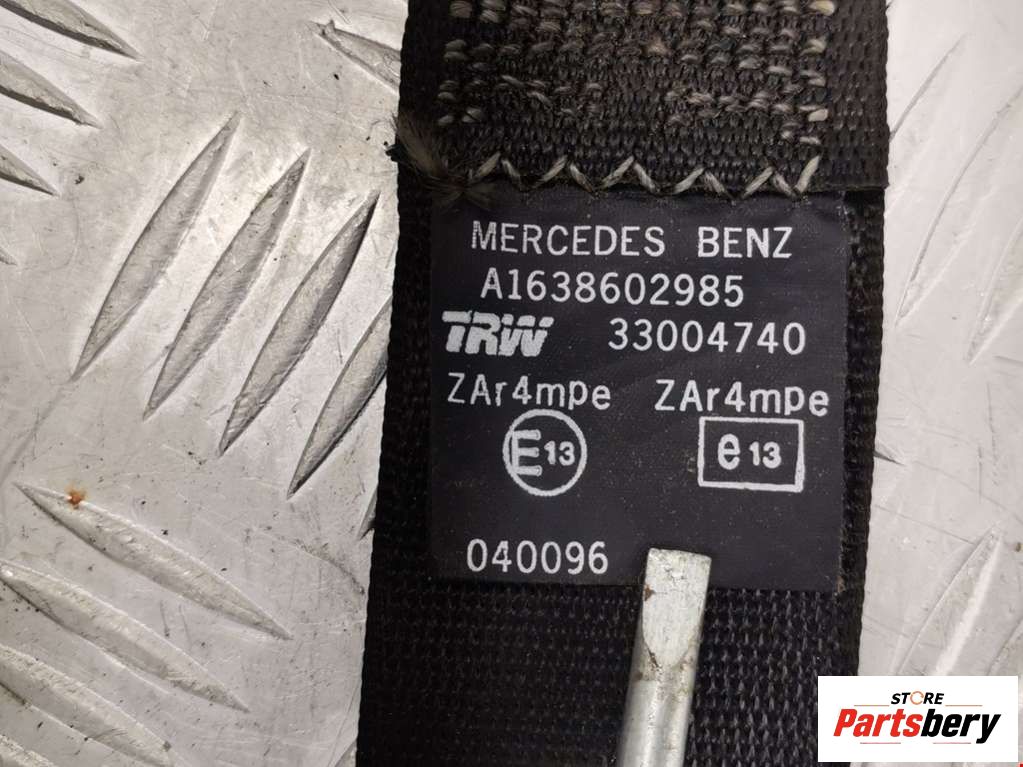 MERCEDES BENZ
A1638602985
TRW 33004740
ZAr4mpe ZAr4mpe
E13 e13
040096
STORE
Partsbery